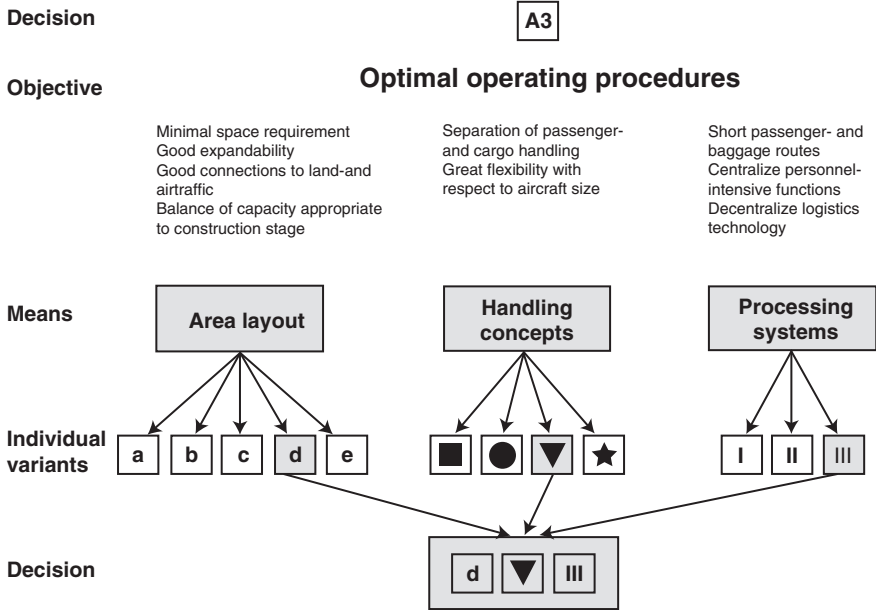 Decision
A3
Objective
Optimal operating procedures
Minimal space requirement
Good expandability
Good connections to land-and
airtraffic
Balance of capacity appropriate
to construction stage
Separation of passenger-
and cargo handling
Great flexibility with
respect to aircraft size
Short passenger- and
baggage routes
Centralize personnel-
intensive functions
Decentralize logistics
technology
Means
Area layout
Handling
concepts
Processing
systems
Individual
variants
a b c d e
I II III
Decision
d III